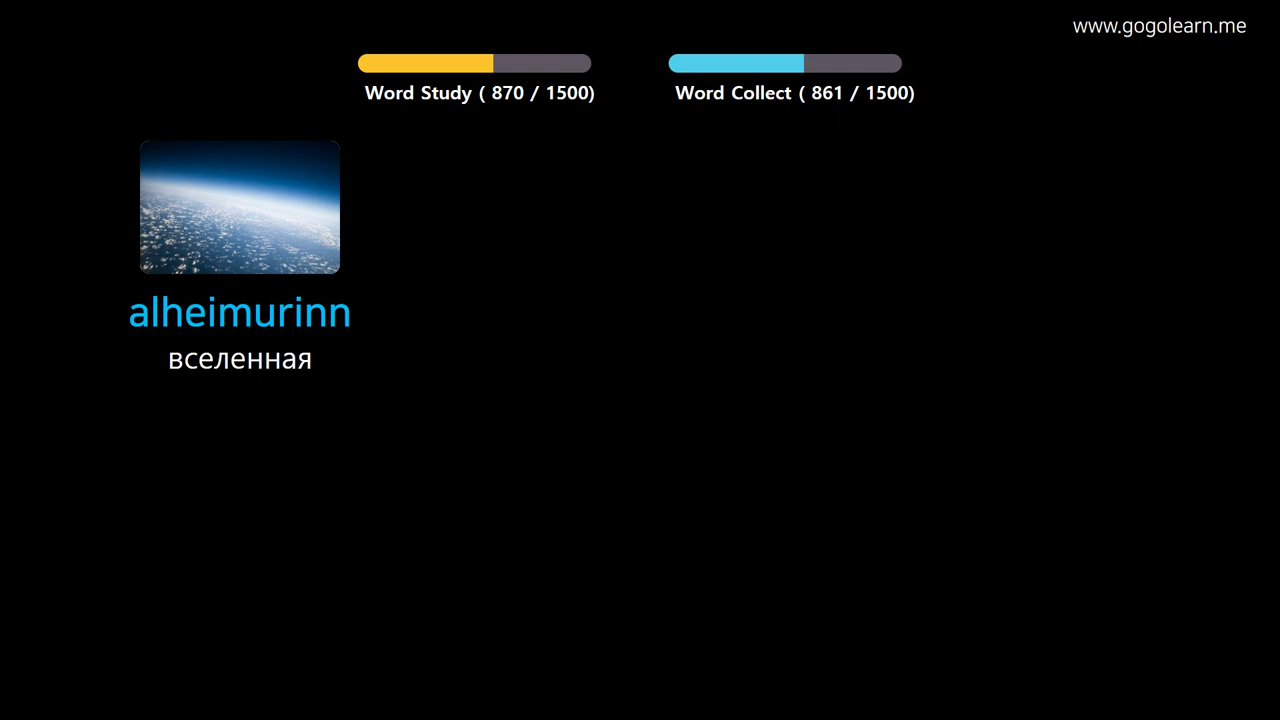 www.gogolearn.me
Word Study ( 870 / 1500)
Word Collect ( 861 / 1500)
alheimurinn
вселенная